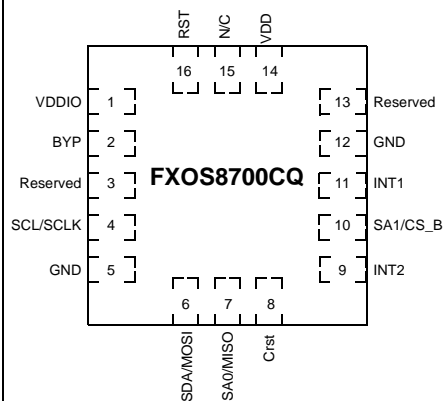 RST
N/C
VDD
16
15
14
VDDIO 1
13 Reserved
BYP 2
12 GND
FXOS8700CQ
Reserved 3
11 INT1
SCL/SCLK 4
10 SA1/CS_B
GND 5
9 INT2
6
7
8
SDA/MOSI
SA0/MISO
Crst